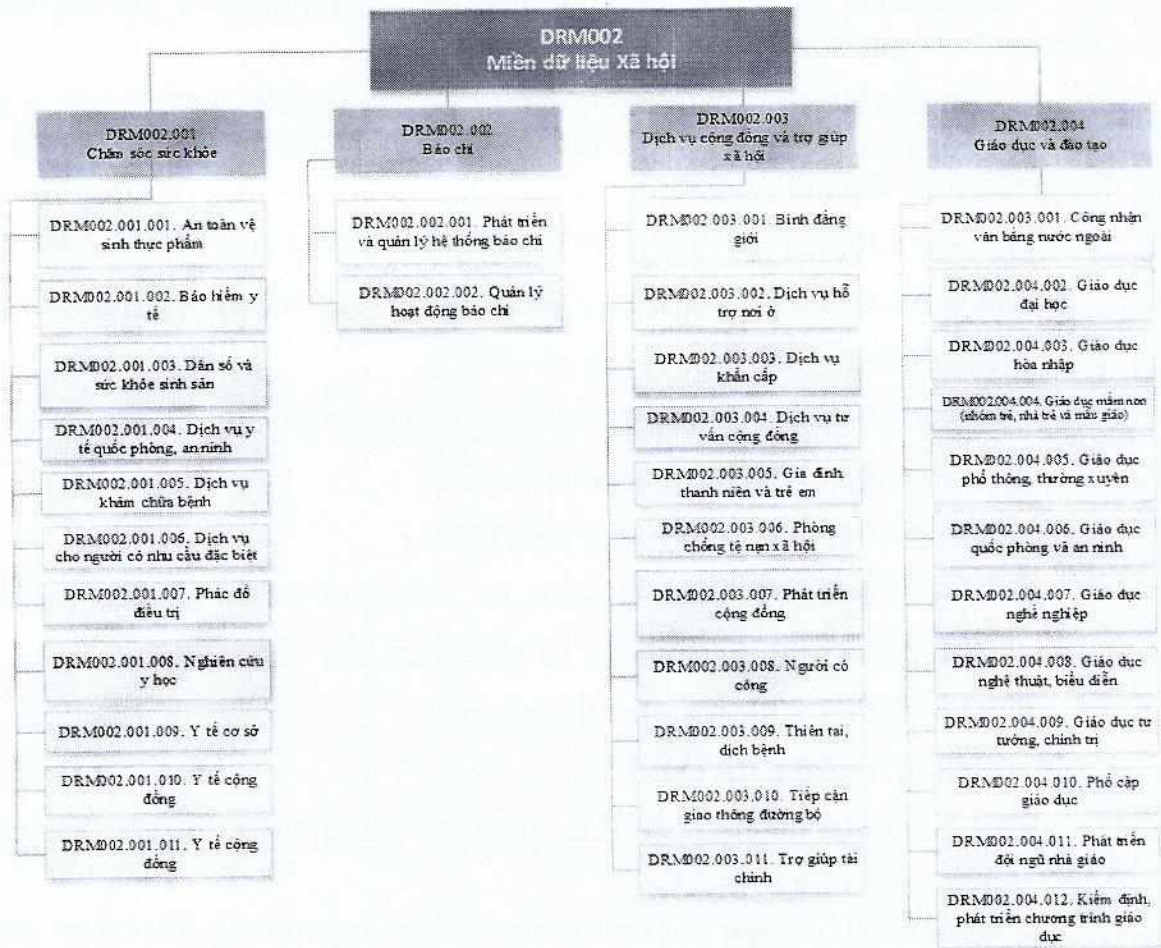 DRM002
Miền dữ liệu Xã hội
DRM002.001
Chăm sóc sức khỏe
DRM002.001.001. An toàn vệ
sinh thực phẩm
DRM002.001.002. Bảo hiểm y
tế
DRM002.001.003. Dân số và
sức khỏe sinh sản
DRM002.001.004. Dịch vụ y
tế quốc phòng, an ninh
DRM002.001.005. Dịch vụ
khám chữa bệnh
DRM002.001.006. Dịch vụ
cho người có nhu cầu đặc biệt
DRM002.001.007. Phác đồ
điều trị
DRM002.001.008. Nghiên cứu
y học
DRM002.001.009. Y tế cơ sở
DRM002.001.010. Y tế cộng
đồng
DRM002.001.011. Y tế cộng
đồng
DRM002.002
Báo chí
DRM002.002.001. Phát triển
và quản lý hệ thống báo chí
DRM002.002.002. Quản lý
hoạt động báo chí
DRM002.003
Dịch vụ cộng đồng và trợ giúp
xã hội
DRM002.003.001. Bình đẳng
giới
DRM002.003.002. Dịch vụ hỗ
trợ nơi ở
DRM002.003.003. Dịch vụ
khẩn cấp
DRM002.003.004. Dịch vụ tư
vấn cộng đồng
DRM002.003.005. Gia đình
thanh niên và trẻ em
DRM002.003.006. Phòng
chống tệ nạn xã hội
DRM002.003.007. Phát triển
cộng đồng
DRM002.003.008. Người có
công
DRM002.003.009. Thiên tai,
dịch bệnh
DRM002.003.010. Tiếp cận
giao thông đường bộ
DRM002.003.011. Trợ giúp tài
chính
DRM002.004
Giáo dục và đào tạo
DRM002.003.001. Công nhận
văn bằng nước ngoài
DRM002.004.002. Giáo dục
đại học
DRM002.004.003. Giáo dục
hòa nhập
DRM002.004.004. Giáo dục mầm non
(nhóm trẻ, nhà trẻ và mẫu giáo)
DRM002.004.005. Giáo dục
phổ thông, thường xuyên
DRM002.004.006. Giáo dục
quốc phòng và an ninh
DRM002.004.007. Giáo dục
nghề nghiệp
DRM002.004.008. Giáo dục
nghệ thuật, biểu diễn
DRM002.004.009. Giáo dục tư
tưởng, chính trị
DRM002.004.010. Phổ cập
giáo dục
DRM002.004.011. Phát triển
đội ngũ nhà giáo
DRM002.004.012. Kiểm định,
phát triển chương trình giáo
dục